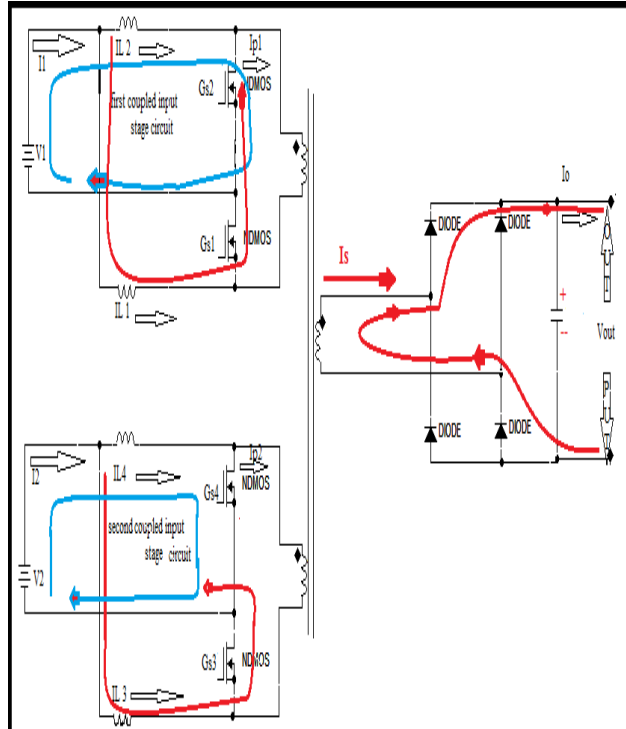 IL 2
Ip1
I1
Gs2
NDMOS
first coupled input
stage circuit
V1
Gs1
NDMOS
IL 1
Io
DIODE
DIODE
Is
O
U
T
+
--
Vout
P
U
T
DIODE
DIODE
I2
IL4
Ip2
NDMOS
Gs4
second coupled input
stage circuit
V2
Gs3
NDMOS
IL 3